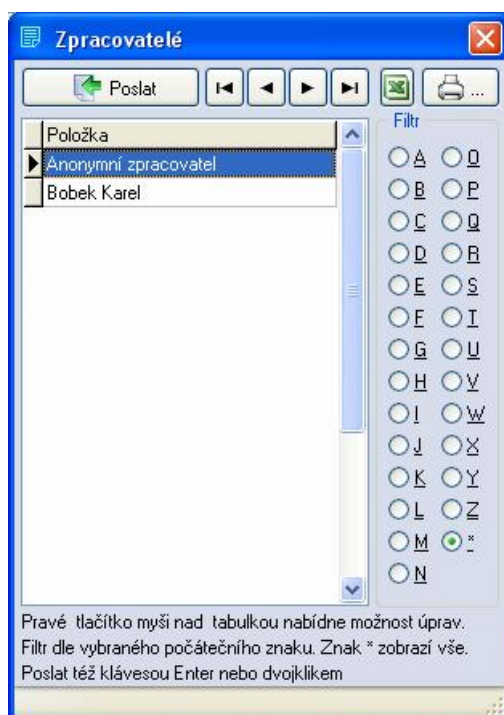 Zpracovatelé
Poslat
...
Položka
Anonymní zpracovatel
Bobek Karel
Filtr
A O
B P
C Q
D R
E S
F T
G U
H V
I W
J X
K Y
L Z
M *
N
Pravé tlačítko myši nad tabulkou nabídne možnost úprav.
Filtr dle vybraného počátečního znaku. Znak * zobrazí vše.
Poslat též klávesou Enter nebo dvojklikem